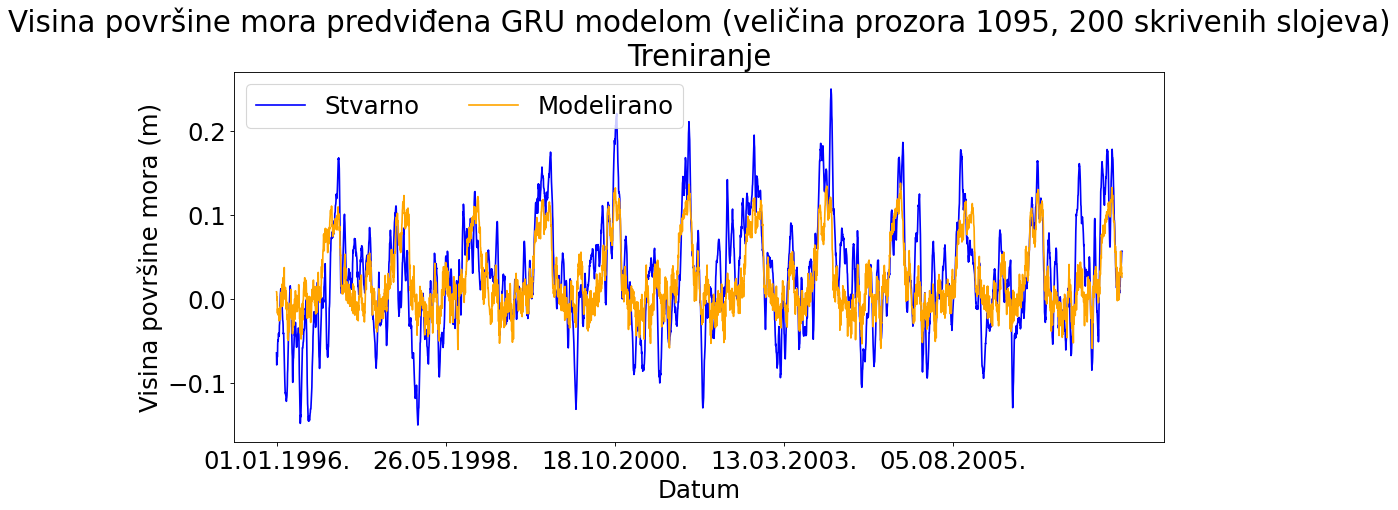 Visina površine mora predviđena GRU modelom (veličina prozora 1095, 200 skrivenih slojeva)
Treniranje
Stvarno
Modelirano
Visina površine mora (m)
0.2
0.1
0.0
−0.1
01.01.1996.
26.05.1998.
18.10.2000.
13.03.2003.
05.08.2005.
Datum